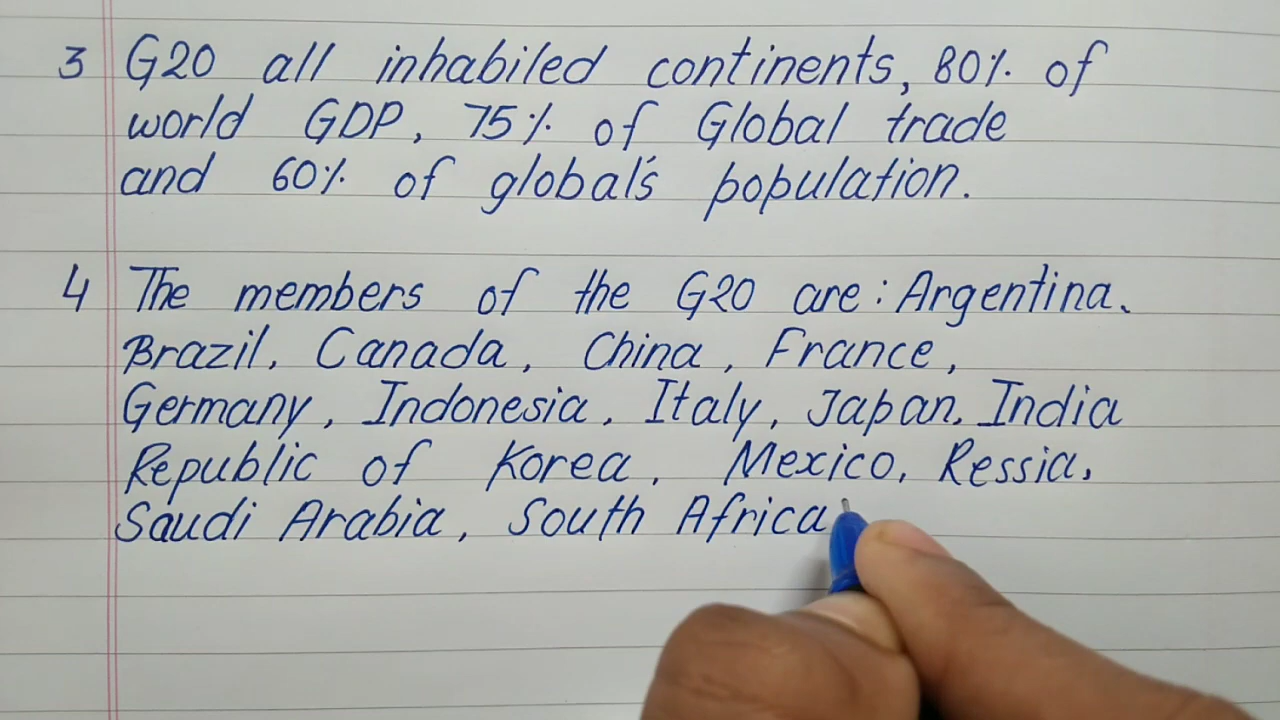 3 G20 all inhabiled continents, 80% of
world GDP, 75% of Global trade
and 60% of global's population.
4 The members of the G20 are: Argentina,
Brazil, Canada, China, France,
Germany, Indonesia, Italy, Japan, India
Republic of Korea, Mexico, Ressia,
Saudi Arabia, South Africa